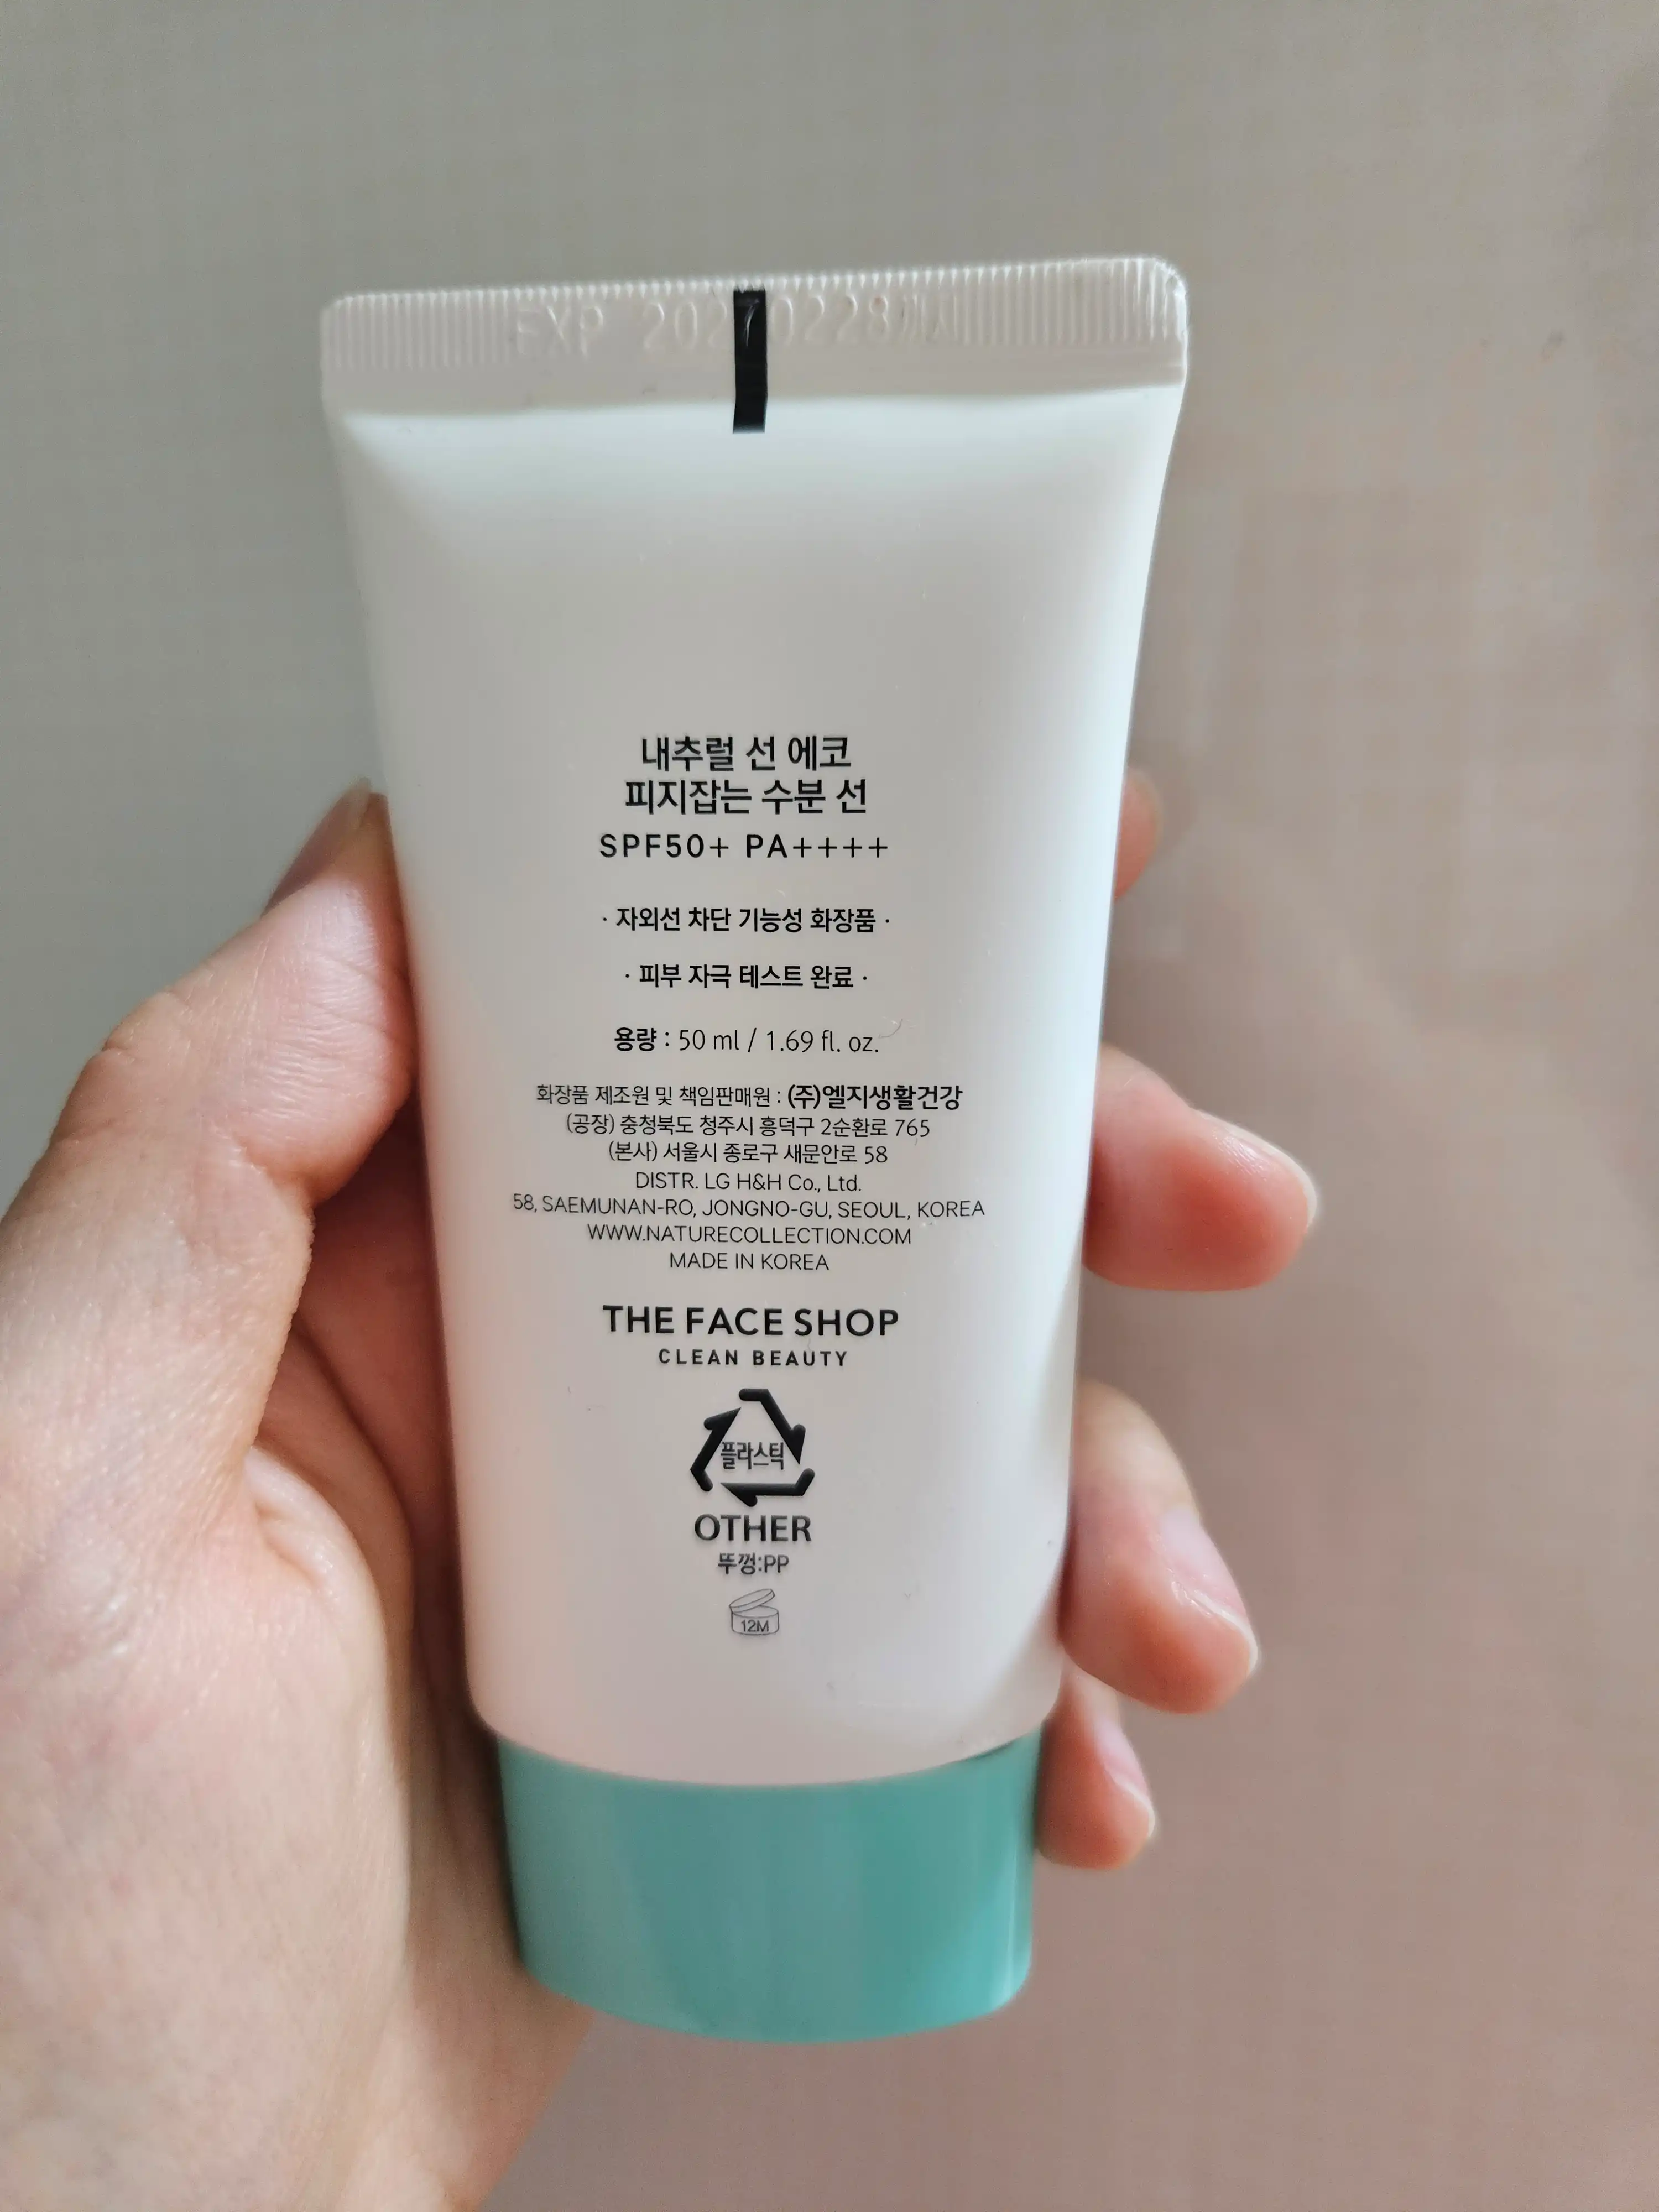 EXP 20270228까지
내추럴 선 에코
피지잡는 수분 선
SPF50+ PA++++
· 자외선 차단 기능성 화장품 ·
· 피부 자극 테스트 완료 ·
용량 : 50 ml / 1.69 fl. oz.
화장품 제조원 및 책임판매원 : (주)엘지생활건강
(공장) 충청북도 청주시 흥덕구 2순환로 765
(본사) 서울시 종로구 새문안로 58
DISTR. LG H&H Co., Ltd.
58, SAEMUNAN-RO, JONGNO-GU, SEOUL, KOREA
WWW.NATURECOLLECTION.COM
MADE IN KOREA
THE FACE SHOP
CLEAN BEAUTY
플라스틱
OTHER
뚜껑:PP
12M